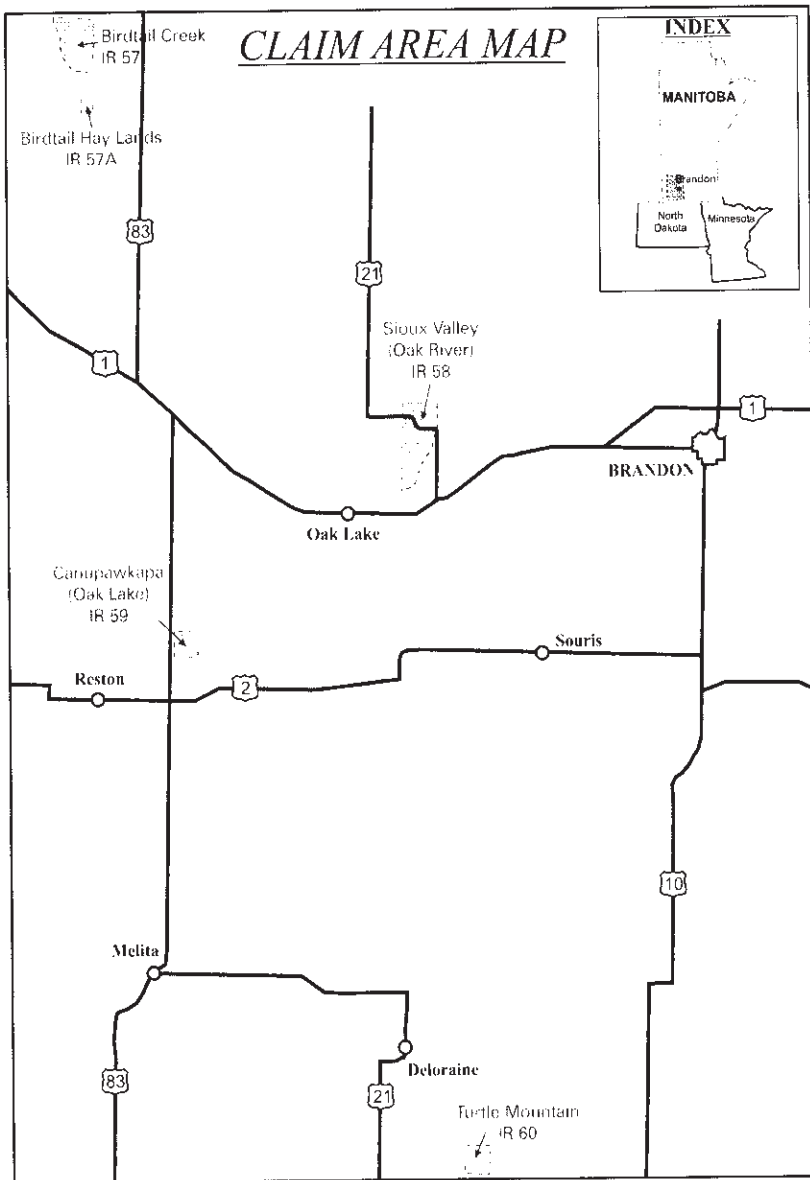 CLAIM AREA MAP
Birdtail Creek
IR 57
Birdtail Hay Lands
IR 57A
INDEX
MANITOBA
Brandon
North
Dakota
Minnesota
83
21
1
Sioux Valley
(Oak River)
IR 58
1
BRANDON
Oak Lake
Canupawkapa
(Oak Lake)
IR 59
Souris
Reston
2
10
Melita
Deloraine
83
21
Turtle Mountain
IR 60